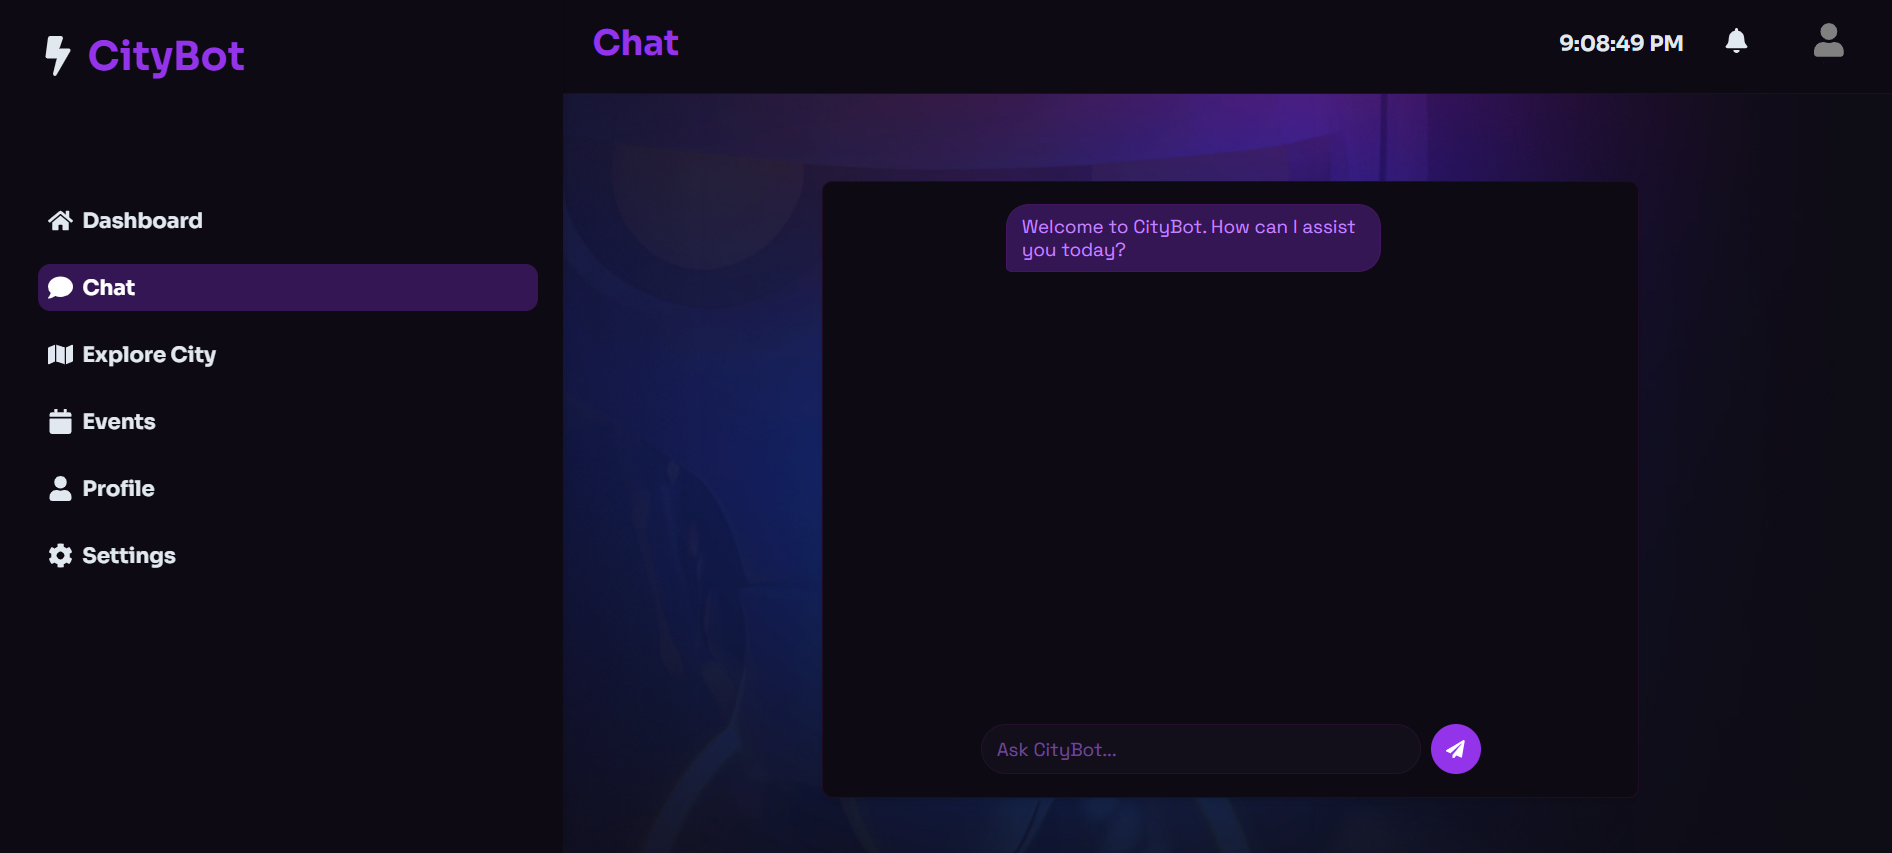 CityBot
Dashboard
Chat
Explore City
Events
Profile
Settings
Chat
9:08:49 PM
Welcome to CityBot. How can I assist
you today?
Ask CityBot...